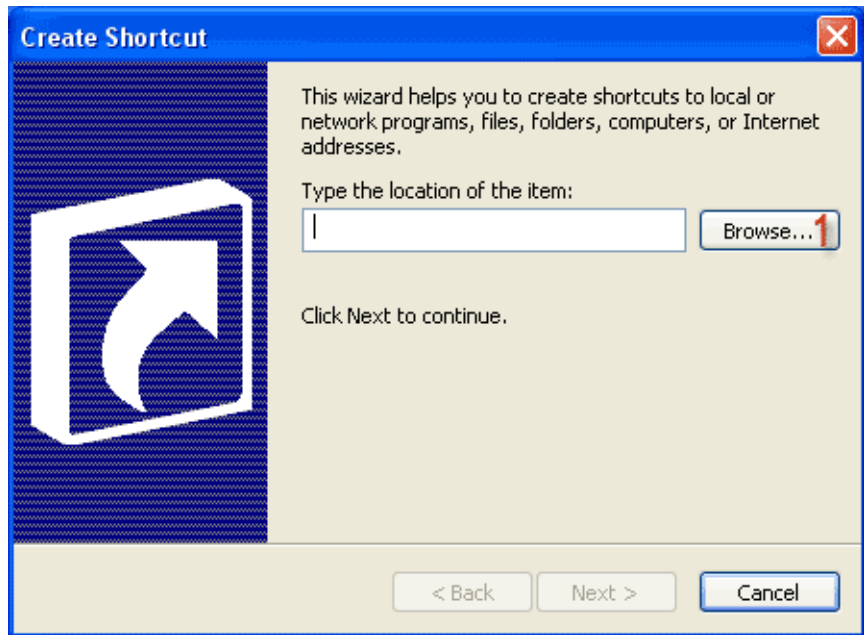 Create Shortcut
This wizard helps you to create shortcuts to local or
network programs, files, folders, computers, or Internet
addresses.
Type the location of the item:
Browse...1
Click Next to continue.
< Back Next > Cancel